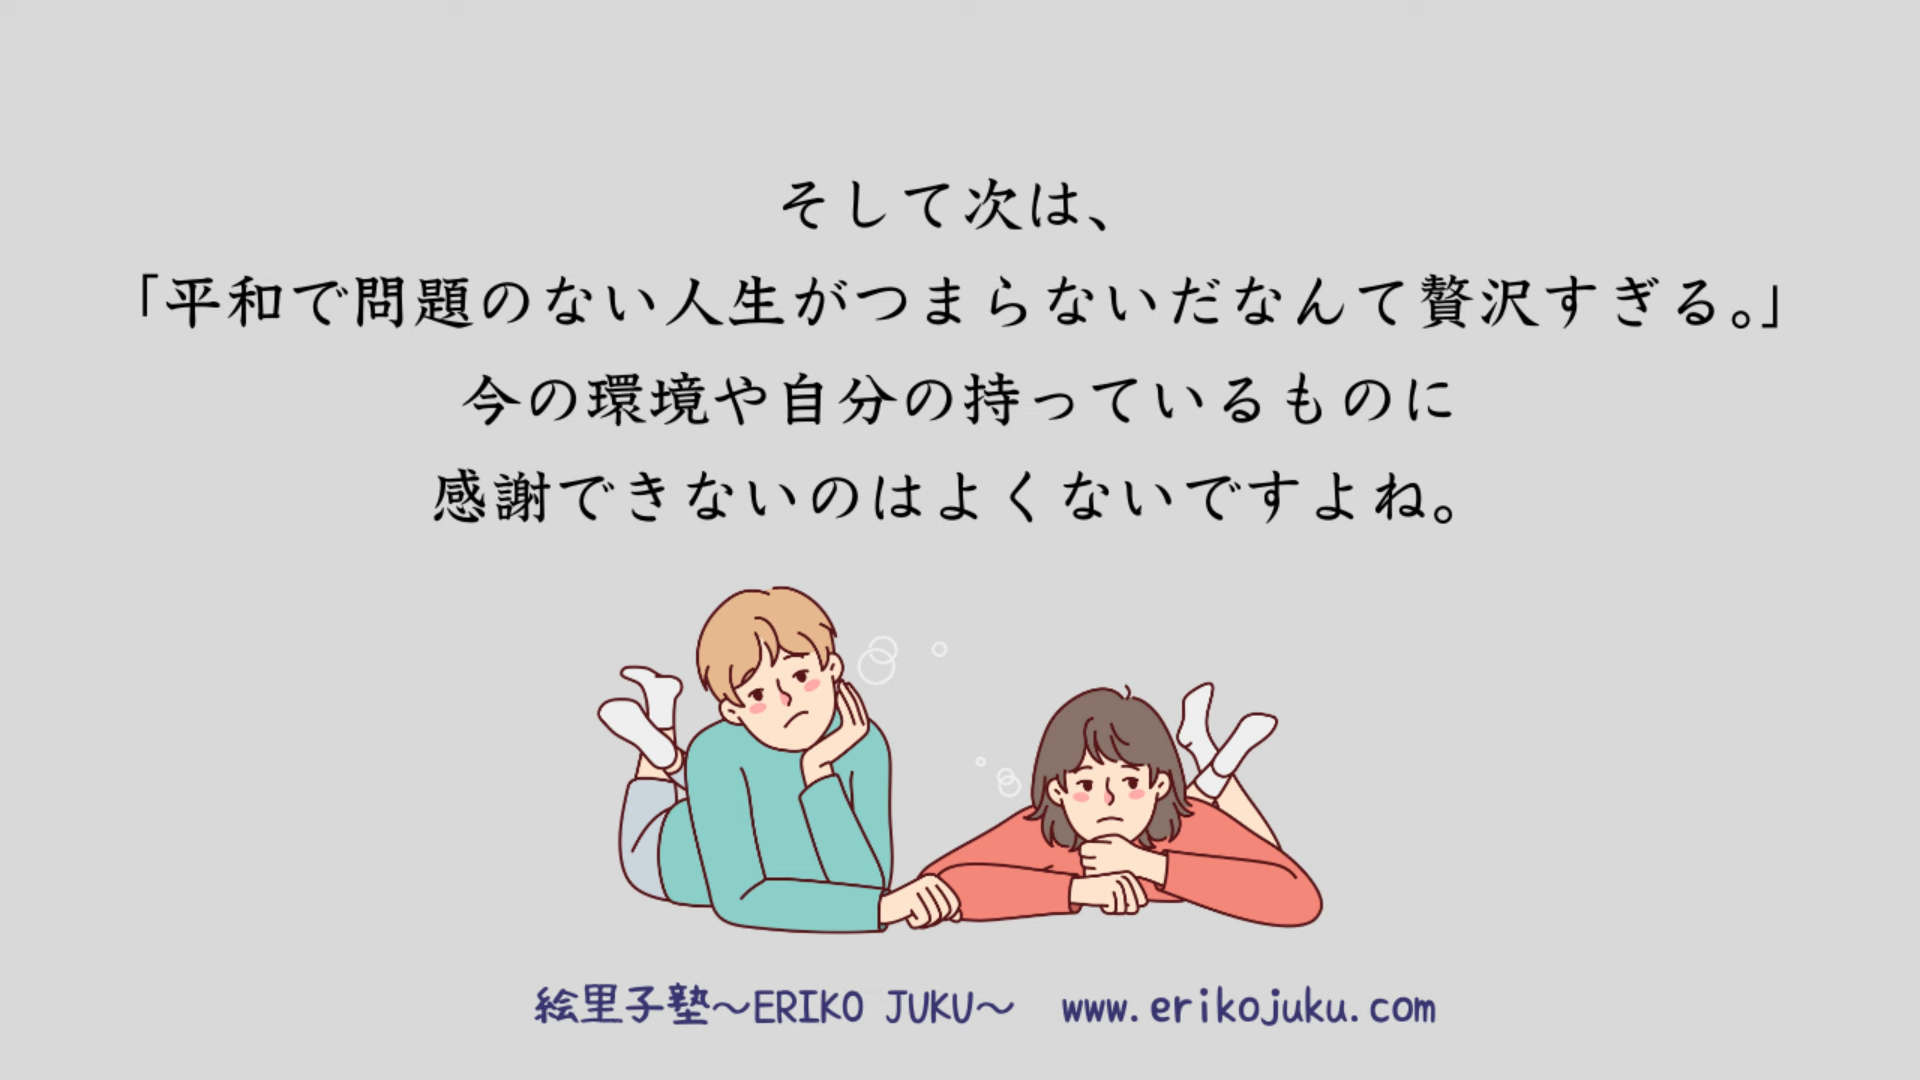 そして次は、
「平和で問題のない人生がつまらないだなんて贅沢すぎる。」
今の環境や自分の持っているものに
感謝できないのはよくないですよね。
絵里子塾～ERIKO JUKU～ www.erikojuku.com